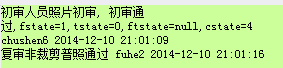 初审人员照片初审, 初审通
过,fstate=1,tstate=0,ftstate=null,cstate=4
chushen6 2014-12-10 21:01:09
复审非裁剪普照通过 fuhe2 2014-12-10 21:01:16